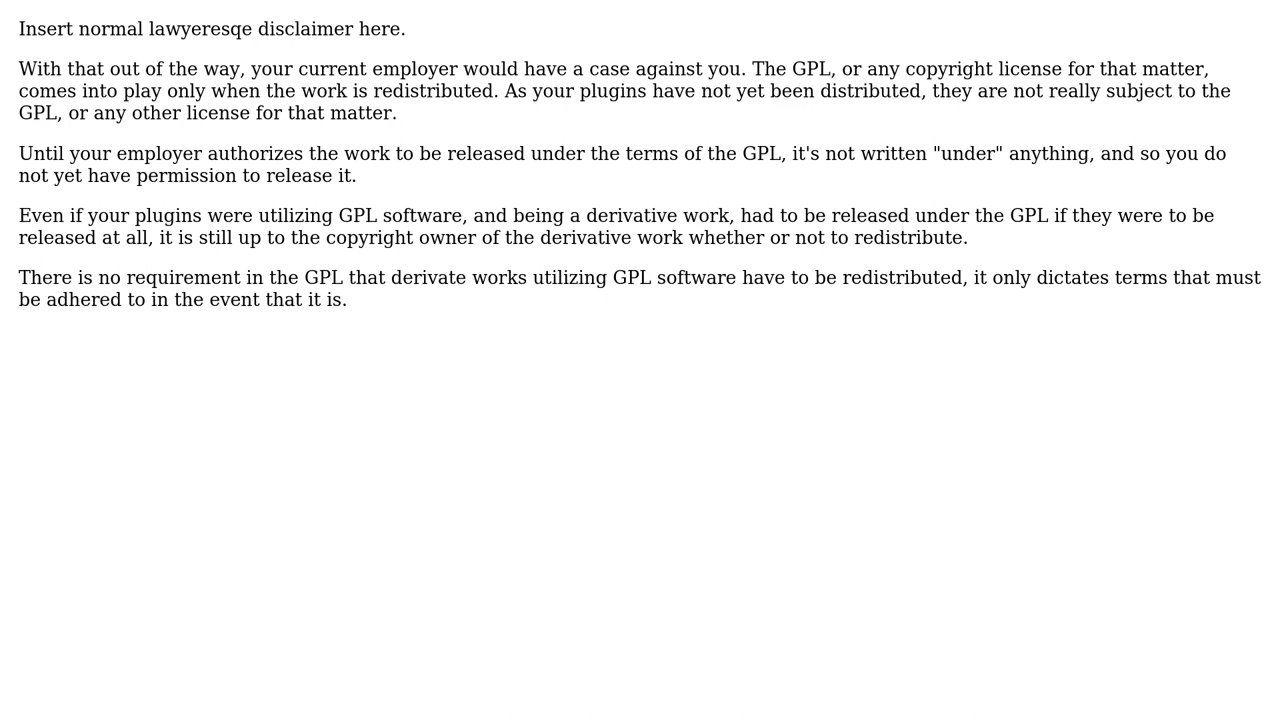 Insert normal lawyeresqe disclaimer here.
With that out of the way, your current employer would have a case against you. The GPL, or any copyright license for that matter,
comes into play only when the work is redistributed. As your plugins have not yet been distributed, they are not really subject to the
GPL, or any other license for that matter.
Until your employer authorizes the work to be released under the terms of the GPL, it's not written "under" anything, and so you do
not yet have permission to release it.
Even if your plugins were utilizing GPL software, and being a derivative work, had to be released under the GPL if they were to be
released at all, it is still up to the copyright owner of the derivative work whether or not to redistribute.
There is no requirement in the GPL that derivate works utilizing GPL software have to be redistributed, it only dictates terms that must
be adhered to in the event that it is.